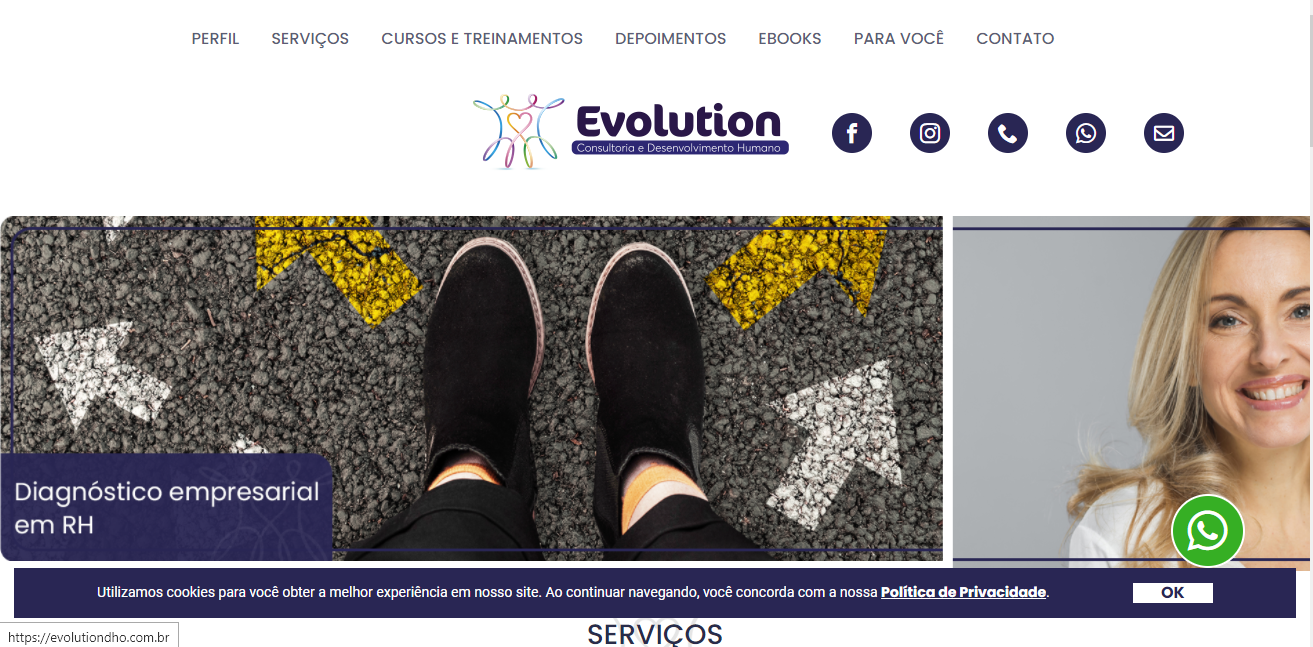 PERFIL SERVIÇOS CURSOS E TREINAMENTOS DEPOIMENTOS EBOOKS PARA VOCÊ CONTATO
Evolution
Consultoria e Desenvolvimento Humano
Diagnóstico empresarial
em RH
Utilizamos cookies para você obter a melhor experiência em nosso site. Ao continuar navegando, você concorda com a nossa Política de Privacidade.
OK
SERVIÇOS
https://evolutiondho.com.br